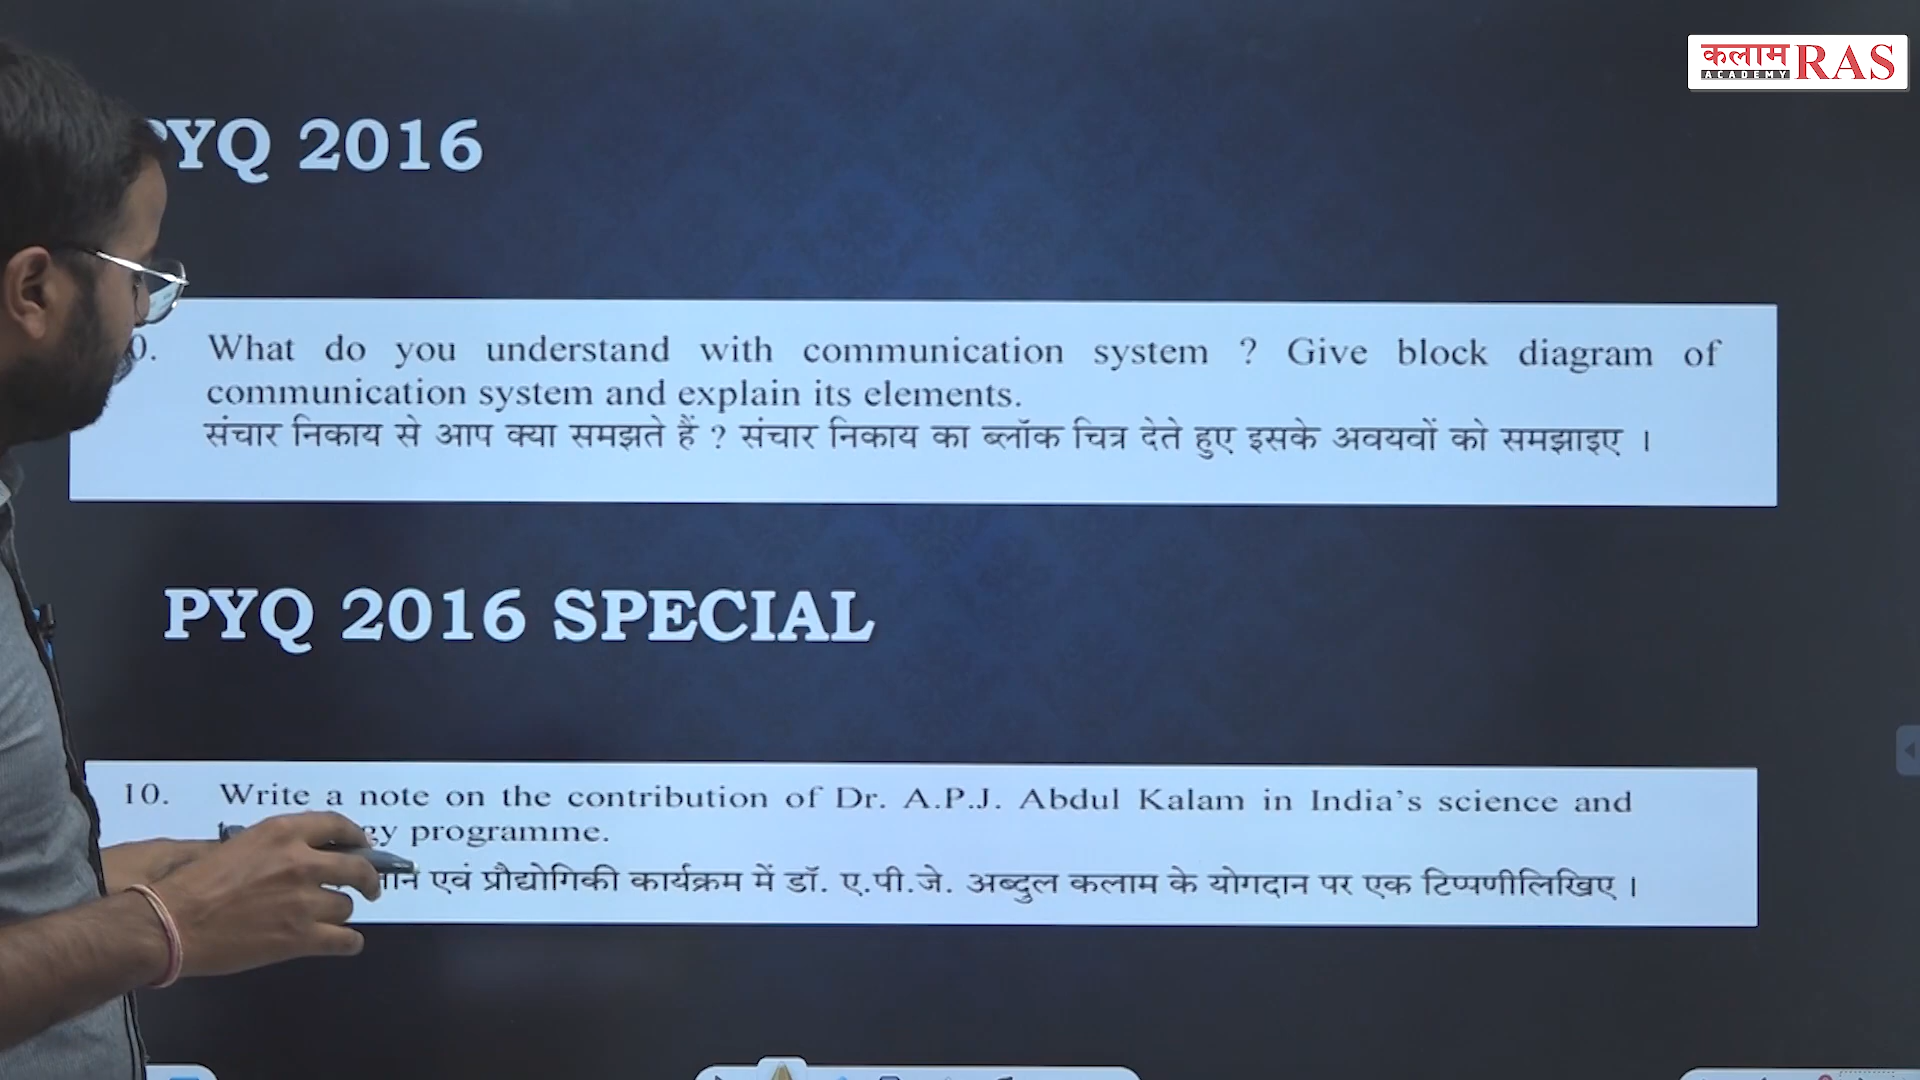 कलाम RAS
ACADEMY
PYQ 2016
0. What do you understand with communication system ? Give block diagram of
communication system and explain its elements.
संचार निकाय से आप क्या समझते हैं ? संचार निकाय का ब्लॉक चित्र देते हुए इसके अवयवों को समझाइए ।
PYQ 2016 SPECIAL
10. Write a note on the contribution of Dr. A.P.J. Abdul Kalam in India's science and
programme.
एवं प्रौद्योगिकी कार्यक्रम में डॉ. ए.पी.जे. अब्दुल कलाम के योगदान पर एक टिप्पणीलिखिए ।